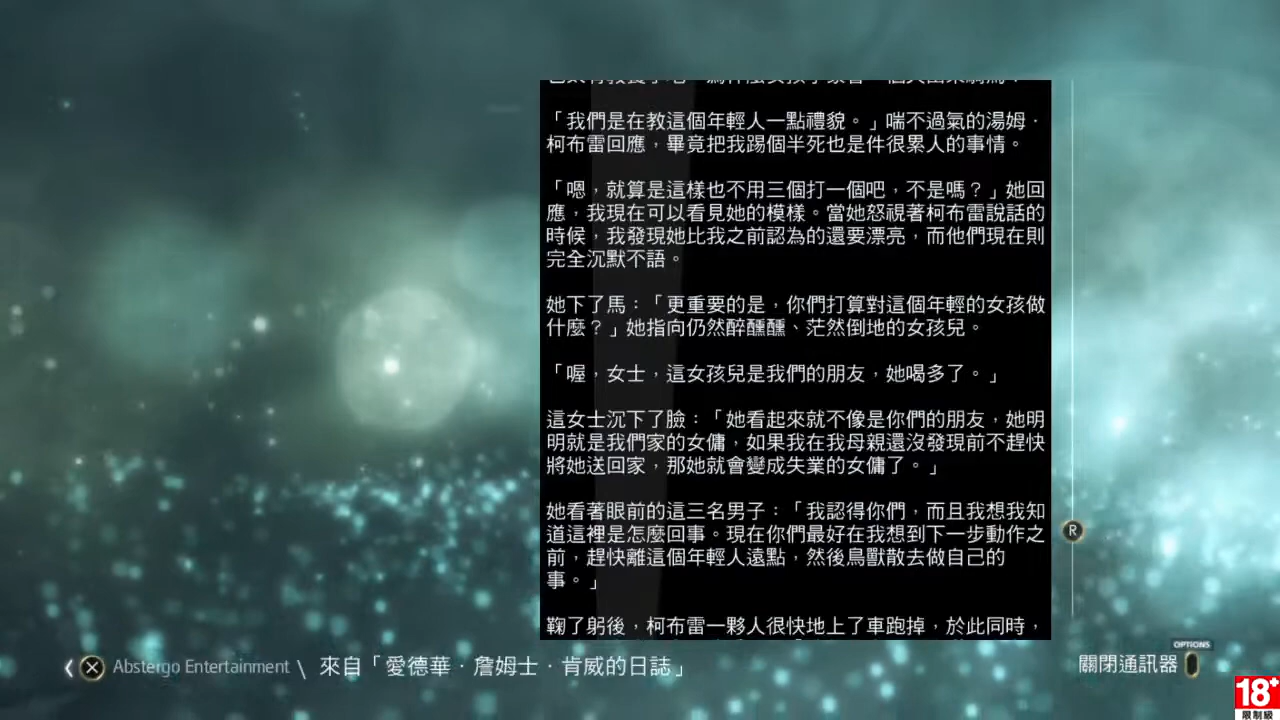 「我們是在教這個年輕人一點禮貌。」喘不過氣的湯姆·
柯布雷回應，畢竟把我踢個半死也是件很累人的事情。
「嗯，就算是這樣也不用三個打一個吧，不是嗎？」她回
應，我現在可以看見她的模樣。當她怒視著柯布雷說話的
時候，我發現她比我之前認為的還要漂亮，而他們現在則
完全沉默不語。
她下了馬：「更重要的是，你們打算對這個年輕的女孩做
什麼？」她指向仍然醉醺醺、茫然倒地的女孩兒。
「喔，女士，這女孩兒是我們的朋友，她喝多了。」
這女士沉下了臉：「她看起來就不像是你們的朋友，她明
明就是我們家的女傭，如果我在我母親還沒發現前不趕快
將她送回家，那她就會變成失業的女傭了。」
她看著眼前的這三名男子：「我認得你們，而且我想我知
道這裡是怎麼回事。現在你們最好在我想到下一步動作之
前，趕快離這個年輕人遠點，然後鳥獸散去做自己的
事。」
鞠了躬後，柯布雷一夥人很快地上了車跑掉，於此同時，
R
OPTIONS
Abstergo Entertainment \ 來自「愛德華·詹姆士·肯威的日誌」
關閉通訊器
18+
限制級